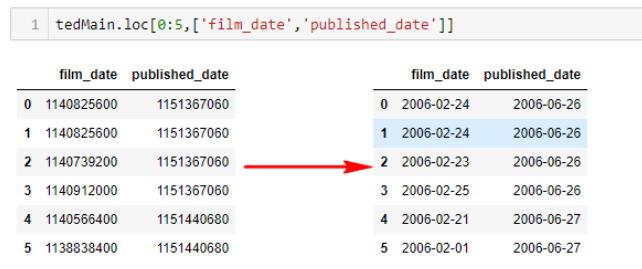 1 tedMain.loc[0:5,['film_date','published_date']]
film_date published_date film_date published_date
0 1140825600 1151367060 0 2006-02-24 2006-06-26
1 1140825600 1151367060 1 2006-02-24 2006-06-26
2 1140739200 1151367060 2 2006-02-23 2006-06-26
3 1140912000 1151367060 3 2006-02-25 2006-06-26
4 1140566400 1151440680 4 2006-02-21 2006-06-27
5 1138838400 1151440680 5 2006-02-01 2006-06-27